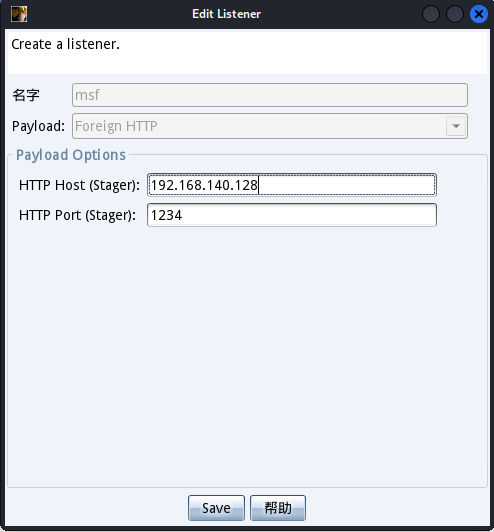 Edit Listener
Create a listener.
名字 msf
Payload: Foreign HTTP
Payload Options
HTTP Host (Stager): 192.168.140.128
HTTP Port (Stager): 1234
Save 帮助